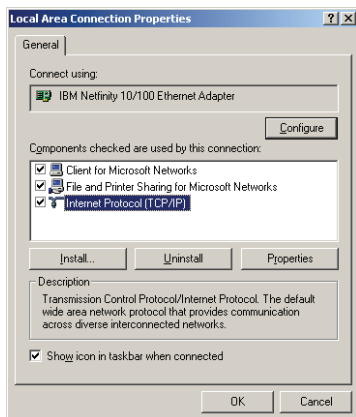 Local Area Connection Properties
General
Connect using:
IBM Netfinity 10/100 Ethernet Adapter
Configure
Components checked are used by this connection:
Client for Microsoft Networks
File and Printer Sharing for Microsoft Networks
Internet Protocol (TCP/IP)
Install... Uninstall Properties
Description
Transmission Control Protocol/Internet Protocol. The default
wide area network protocol that provides communication
across diverse interconnected networks.
Show icon in taskbar when connected
OK Cancel